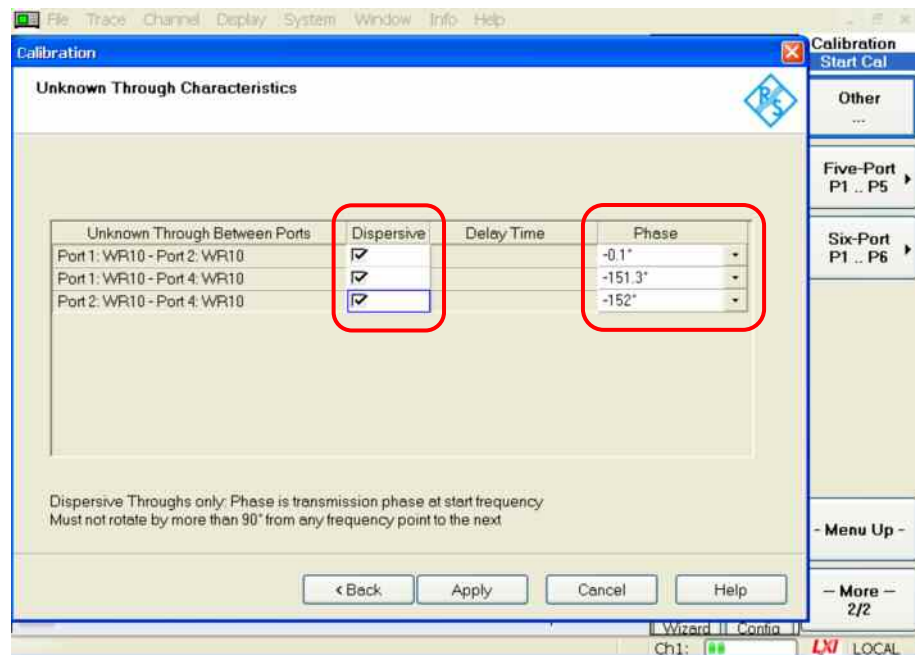 File Trace Channel Display System Window Info Help
Calibration
Calibration
Start Cal
Unknown Through Characteristics
R S
Other
...
Five-Port
P1 .. P5
Six-Port
P1 .. P6
Unknown Through Between Ports Dispersive Delay Time Phase
Port 1: WR10 - Port 2: WR10 -0.1°
Port 1: WR10 - Port 4: WR10 -151.3°
Port 2: WR10 - Port 4: WR10 -152°
Dispersive Throughs only: Phase is transmission phase at start frequency
Must not rotate by more than 90° from any frequency point to the next
- Menu Up -
< Back Apply Cancel Help
— More —
2/2
Wizard Config
Ch1: LXI LOCAL